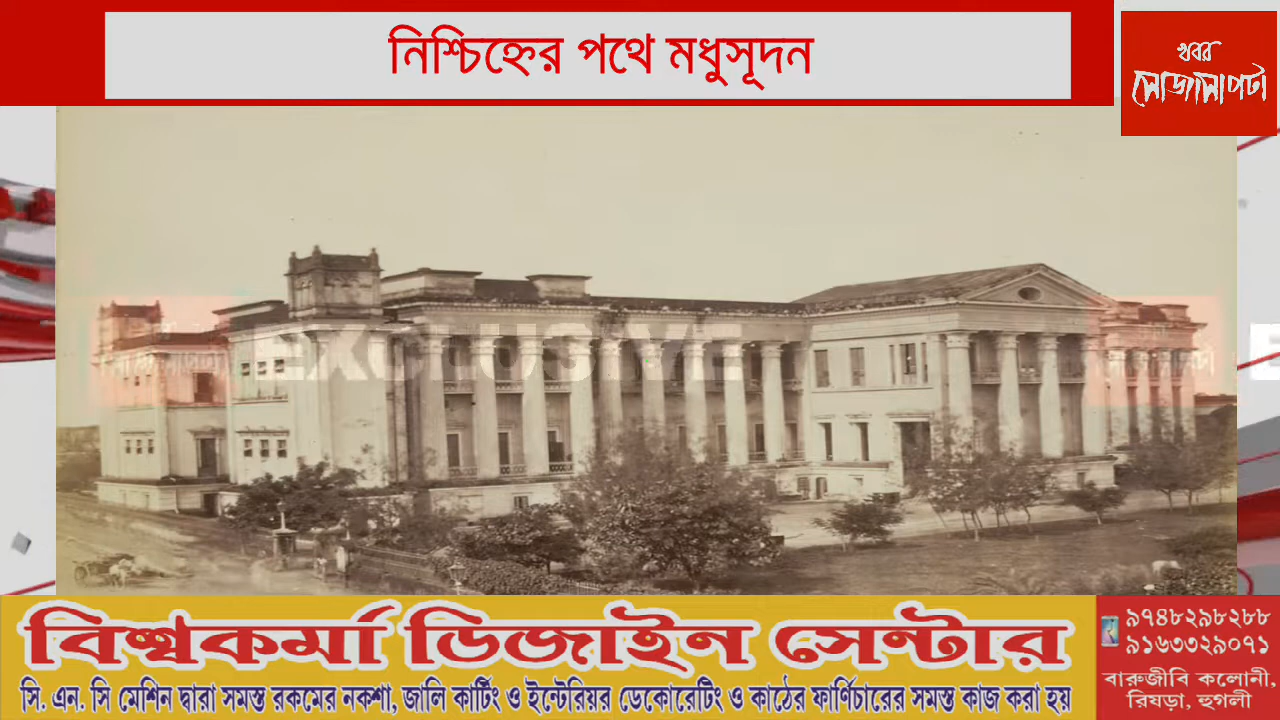 নিশ্চিহ্নের পথে মধুসূদন
খবর
সোজাসাপটা
EXCLUSIVE
বিশ্বকর্মা ডিজাইন সেন্টার
সি. এন. সি মেশিন দ্বারা সমস্ত রকমের নকশা, জালি কার্টিং ও ইন্টেরিয়র ডেকোরেটিং ও কাঠের ফার্ণিচারের সমস্ত কাজ করা হয়
৯৭৪৮২৯৮২৮৮
৯১৬৩৩২৯০৭১
বারুজীবি কলোনী,
রিষড়া, হুগলী